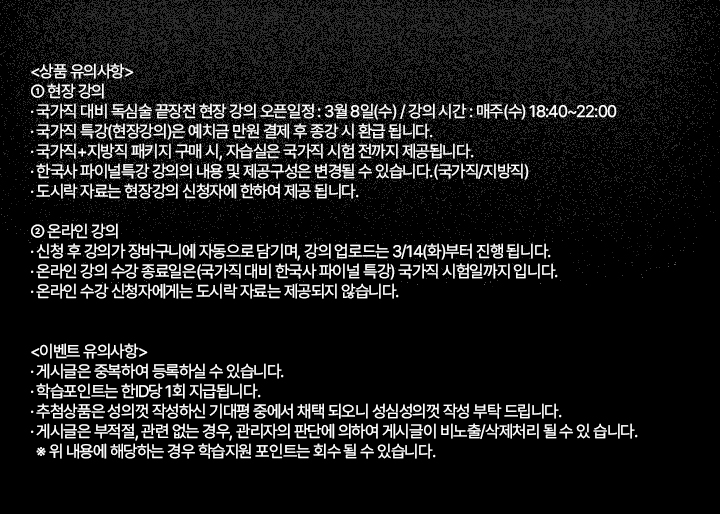 <상품 유의사항>
① 현장 강의
· 국가직 대비 독심술 끝장전 현장 강의 오픈일정 : 3월 8일(수) / 강의 시간 : 매주(수) 18:40~22:00
· 국가직 특강(현장강의)은 예치금 만원 결제 후 종강 시 환급 됩니다.
· 국가직+지방직 패키지 구매 시, 자습실은 국가직 시험 전까지 제공됩니다.
· 한국사 파이널특강 강의의 내용 및 제공구성은 변경될 수 있습니다.(국가직/지방직)
· 도시락 자료는 현장강의 신청자에 한하여 제공 됩니다.
② 온라인 강의
· 신청 후 강의가 장바구니에 자동으로 담기며, 강의 업로드는 3/14(화)부터 진행 됩니다.
· 온라인 강의 수강 종료일은(국가직 대비 한국사 파이널 특강) 국가직 시험일까지 입니다.
· 온라인 수강 신청자에게는 도시락 자료는 제공되지 않습니다.
<이벤트 유의사항>
· 게시글은 중복하여 등록하실 수 있습니다.
· 학습포인트는 한ID당 1회 지급됩니다.
· 추첨상품은 성의껏 작성하신 기대평 중에서 채택 되오니 성심성의껏 작성 부탁 드립니다.
· 게시글은 부적절, 관련 없는 경우, 관리자의 판단에 의하여 게시글이 비노출/삭제처리 될 수 있 습니다.
※ 위 내용에 해당하는 경우 학습지원 포인트는 회수 될 수 있습니다.